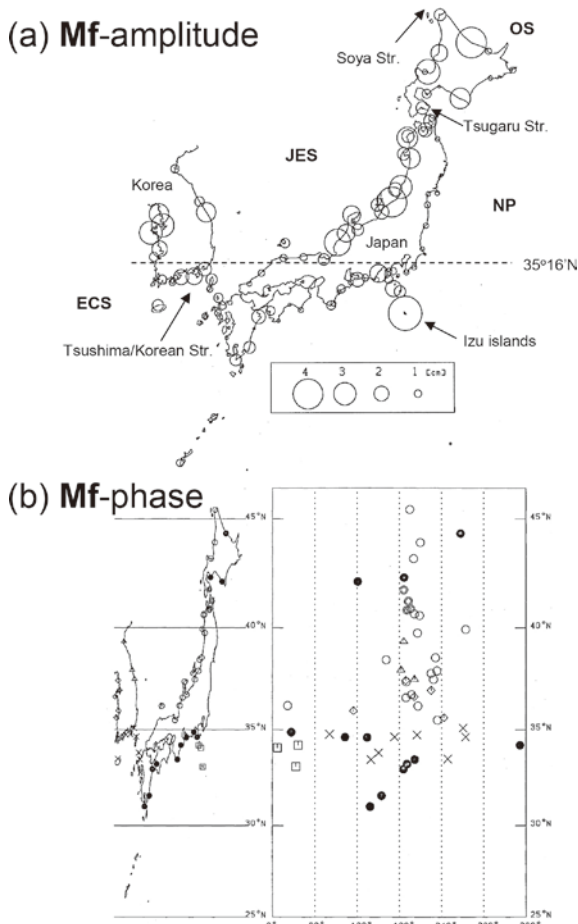 (a) Mf-amplitude
OS
Soya Str.
Tsugaru Str.
JES
Korea
NP
Japan
35°16'N
ECS
Tsushima/Korean Str.
Izu islands
4 3 2 1 [cm]
(b) Mf-phase
45°N 45°N
40°N 40°N
35°N 35°N
30°N 30°N
25°N 25°N